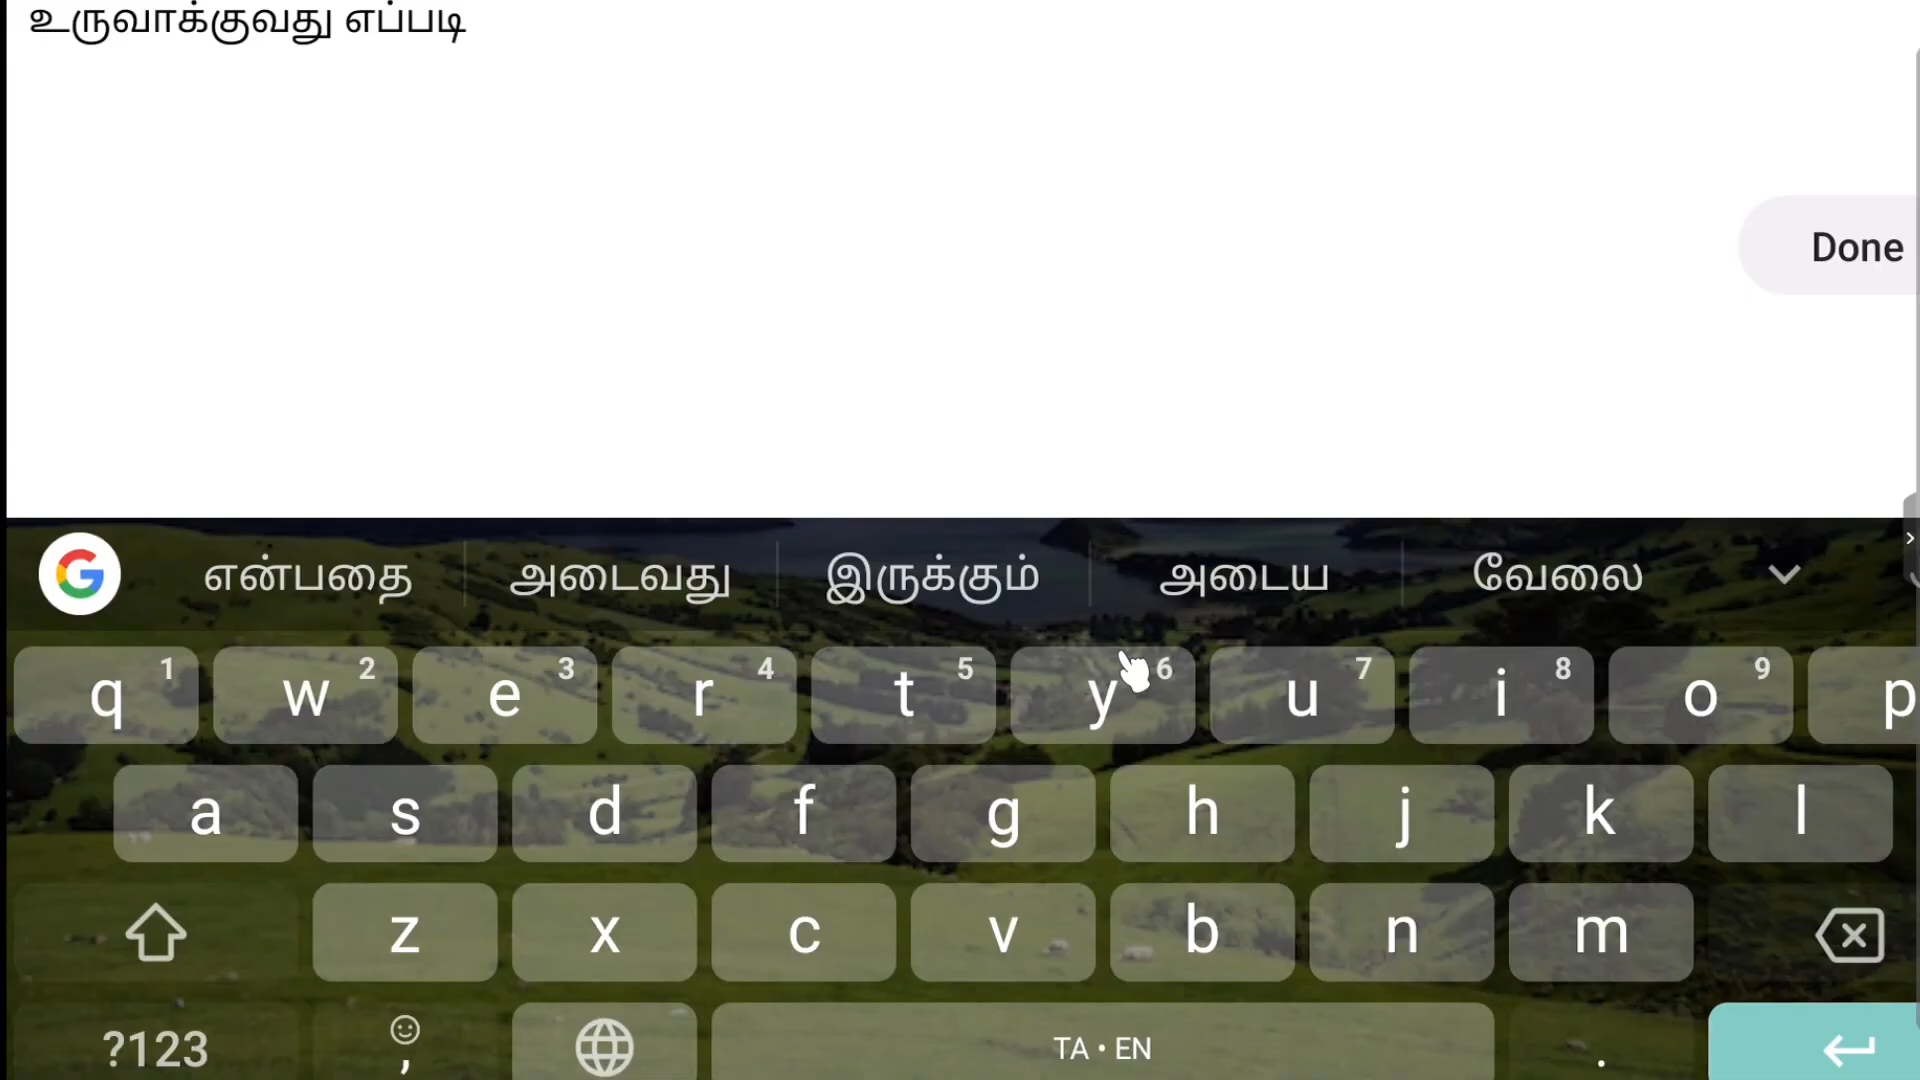 உருவாக்குவது எப்படி
Done
என்பதை அடைவது இருக்கும் அடைய வேலை
q 1 w 2 e 3 r 4 t 5 y 6 u 7 i 8 o 9 p
a s d f g h j k l
z x c v b n m
?123 , TA • EN .